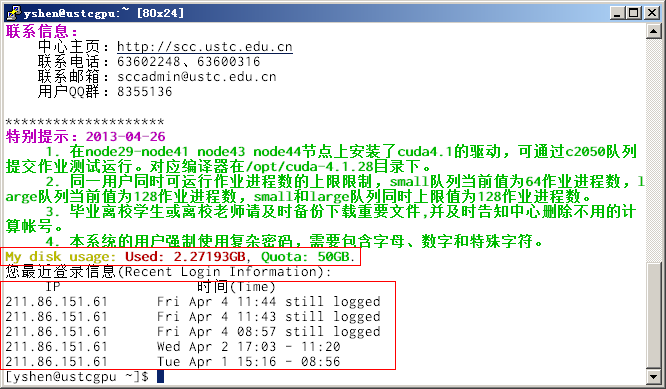 yshen@ustcgpu:~ [80x24]
联系信息:
中心主页: http://scc.ustc.edu.cn
联系电话: 63602248、63600316
联系邮箱: sccadmin@ustc.edu.cn
用户QQ群: 8355136
********************
特别提示: 2013-04-26
1. 在node29-node41 node43 node44节点上安装了cuda4.1的驱动，可通过c2050队列
提交作业测试运行。对应编译器在/opt/cuda-4.1.28目录下。
2. 同一用户同时可运行作业进程数的上限限制，small队列当前值为64作业进程数，l
arge队列当前值为128作业进程数，small和large队列同时上限值为128作业进程数。
3. 毕业离校学生或离校老师请及时备份下载重要文件,并及时告知中心删除不用的计
算帐号。
4. 本系统的用户强制使用复杂密码，需要包含字母、数字和特殊字符。
My disk usage: Used: 2.27193GB, Quota: 50GB.
您最近登录信息(Recent Login Information):
IP 时间(Time)
211.86.151.61 Fri Apr 4 11:44 still logged
211.86.151.61 Fri Apr 4 11:43 still logged
211.86.151.61 Fri Apr 4 08:57 still logged
211.86.151.61 Wed Apr 2 17:03 - 11:20
211.86.151.61 Tue Apr 1 15:16 - 08:56
[yshen@ustcgpu ~]$